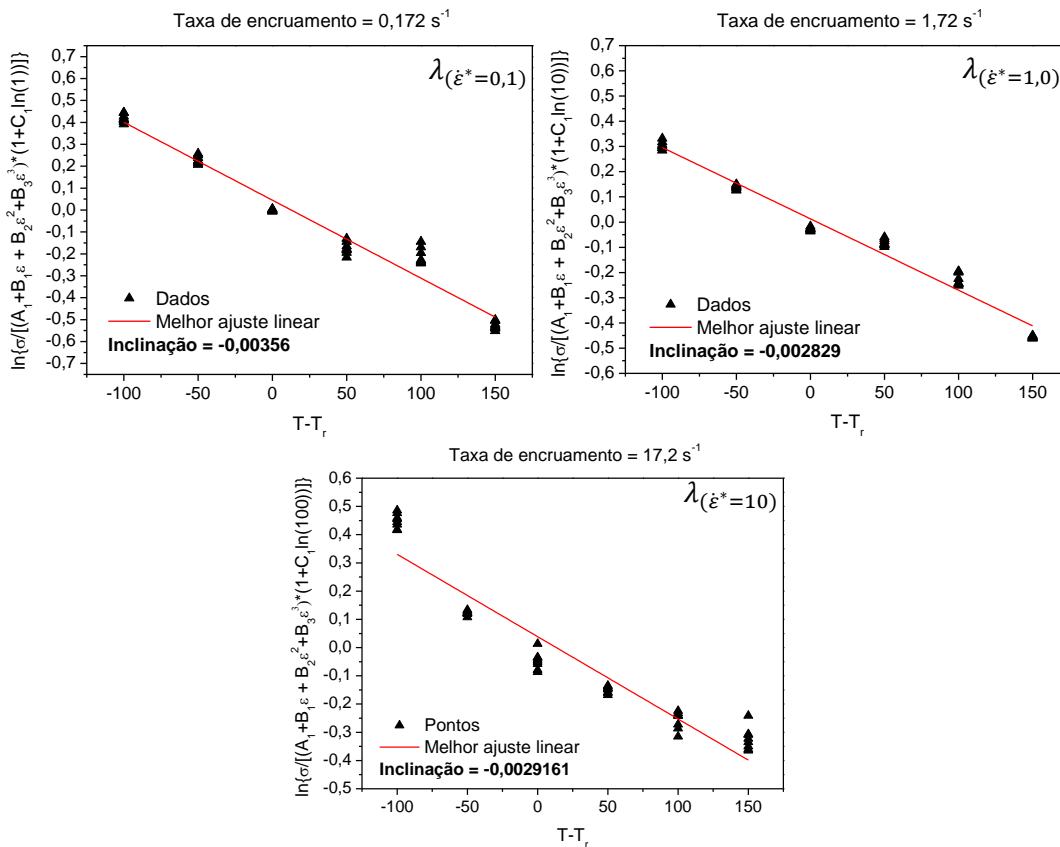 Taxa de encruamento = 0,172 s⁻¹
ln{σ/[(A₁+B₁ε + B₂ε²+B₃ε³)*(1+C₁ln(1))]}
0,7
0,6
0,5
0,4
0,3
0,2
0,1
0,0
-0,1
-0,2
-0,3
-0,4
-0,5
-0,6
-0,7
λ(ε̇*=0,1)
Dados
Melhor ajuste linear
Inclinação = -0,00356
-100 -50 0 50 100 150
T-Tᵣ
Taxa de encruamento = 1,72 s⁻¹
ln{σ/[(A₁+B₁ε + B₂ε²+B₃ε³)*(1+C₁ln(10))]}
0,7
0,6
0,5
0,4
0,3
0,2
0,1
0,0
-0,1
-0,2
-0,3
-0,4
-0,5
-0,6
λ(ε̇*=1,0)
Dados
Melhor ajuste linear
Inclinação = -0,002829
-100 -50 0 50 100 150
T-Tᵣ
Taxa de encruamento = 17,2 s⁻¹
ln{σ/[(A₁+B₁ε + B₂ε²+B₃ε³)*(1+C₁ln(100))]}
0,6
0,5
0,4
0,3
0,2
0,1
0,0
-0,1
-0,2
-0,3
-0,4
-0,5
λ(ε̇*=10)
Pontos
Melhor ajuste linear
Inclinação = -0,0029161
-100 -50 0 50 100 150
T-Tᵣ